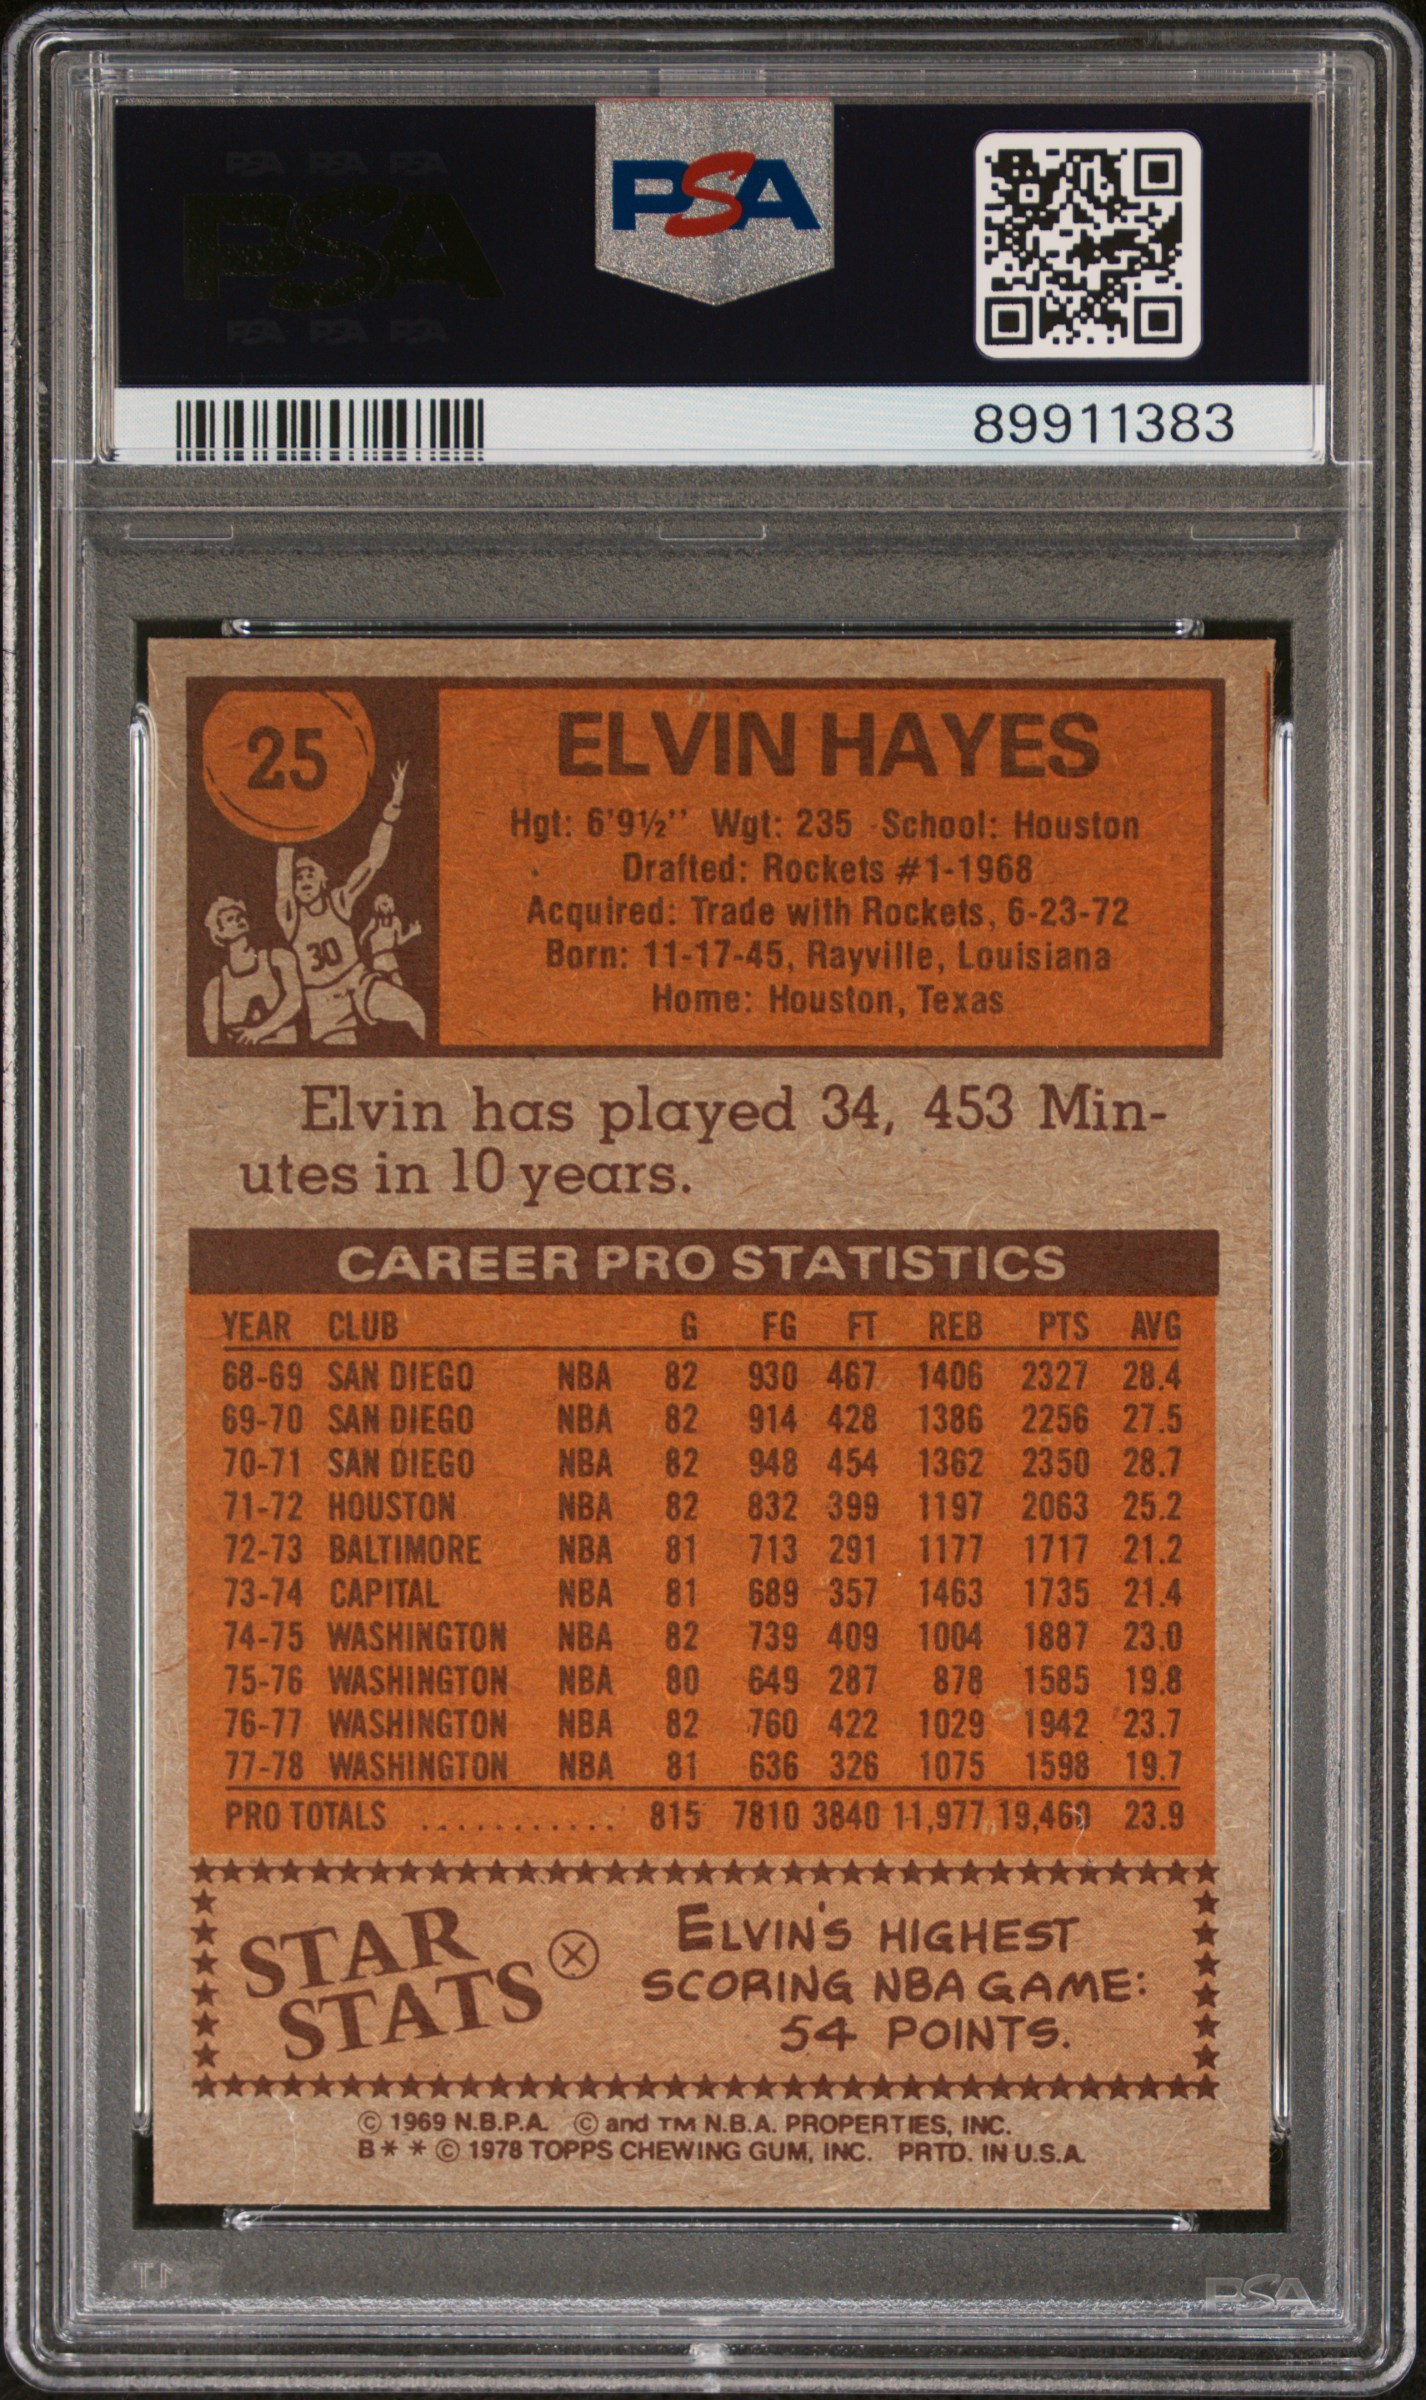 PSA PSA PSA
PSA
PSA PSA PSA
PSA
89911383
25
ELVIN HAYES
Hgt: 6'9½'' Wgt: 235 School: Houston
Drafted: Rockets #1-1968
Acquired: Trade with Rockets, 6-23-72
Born: 11-17-45, Rayville, Louisiana
Home: Houston, Texas
30
Elvin has played 34, 453 Min-
utes in 10 years.
CAREER PRO STATISTICS
YEAR CLUB G FG FT REB PTS AVG
68-69 SAN DIEGO NBA 82 930 467 1406 2327 28.4
69-70 SAN DIEGO NBA 82 914 428 1386 2256 27.5
70-71 SAN DIEGO NBA 82 948 454 1362 2350 28.7
71-72 HOUSTON NBA 82 832 399 1197 2063 25.2
72-73 BALTIMORE NBA 81 713 291 1177 1717 21.2
73-74 CAPITAL NBA 81 689 357 1463 1735 21.4
74-75 WASHINGTON NBA 82 739 409 1004 1887 23.0
75-76 WASHINGTON NBA 80 649 287 878 1585 19.8
76-77 WASHINGTON NBA 82 760 422 1029 1942 23.7
77-78 WASHINGTON NBA 81 636 326 1075 1598 19.7
PRO TOTALS ........... 815 7810 3840 11,977 19,460 23.9
STAR
STATS
ELVIN'S HIGHEST
SCORING NBA GAME:
54 POINTS.
© 1969 N.B.P.A. © and TM N.B.A. PROPERTIES, INC.
B * * © 1978 TOPPS CHEWING GUM, INC. PRTD. IN U.S.A.
PSA